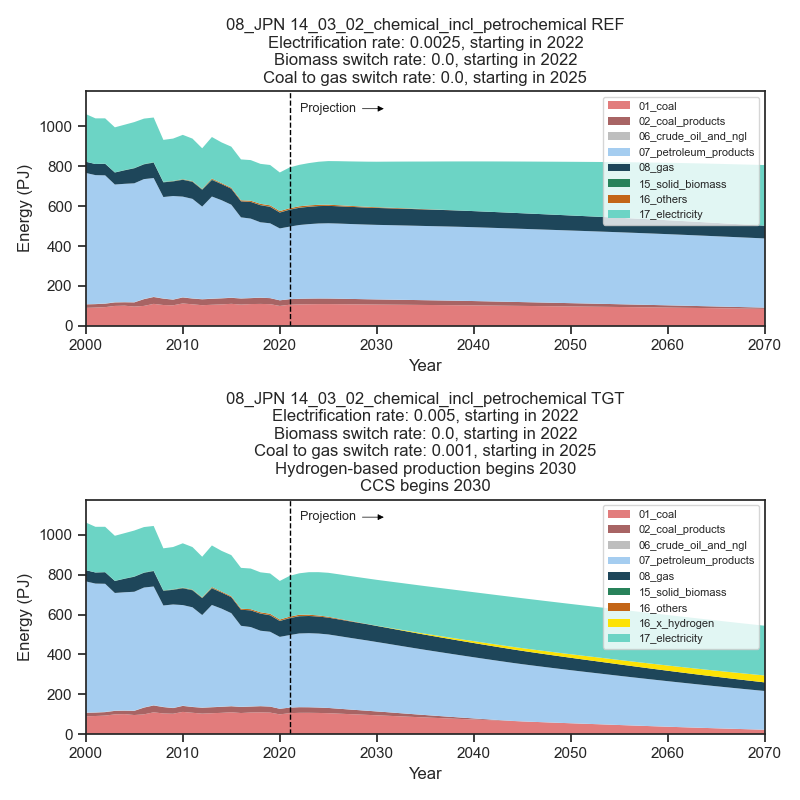 08_JPN 14_03_02_chemical_incl_petrochemical REF
Electrification rate: 0.0025, starting in 2022
Biomass switch rate: 0.0, starting in 2022
Coal to gas switch rate: 0.0, starting in 2025
Projection
01_coal
02_coal_products
06_crude_oil_and_ngl
07_petroleum_products
08_gas
15_solid_biomass
16_others
17_electricity
Energy (PJ)
1000
800
600
400
200
0
2000 2010 2020 2030 2040 2050 2060 2070
Year
08_JPN 14_03_02_chemical_incl_petrochemical TGT
Electrification rate: 0.005, starting in 2022
Biomass switch rate: 0.0, starting in 2022
Coal to gas switch rate: 0.001, starting in 2025
Hydrogen-based production begins 2030
CCS begins 2030
Projection
01_coal
02_coal_products
06_crude_oil_and_ngl
07_petroleum_products
08_gas
15_solid_biomass
16_others
16_x_hydrogen
17_electricity
Energy (PJ)
1000
800
600
400
200
0
2000 2010 2020 2030 2040 2050 2060 2070
Year